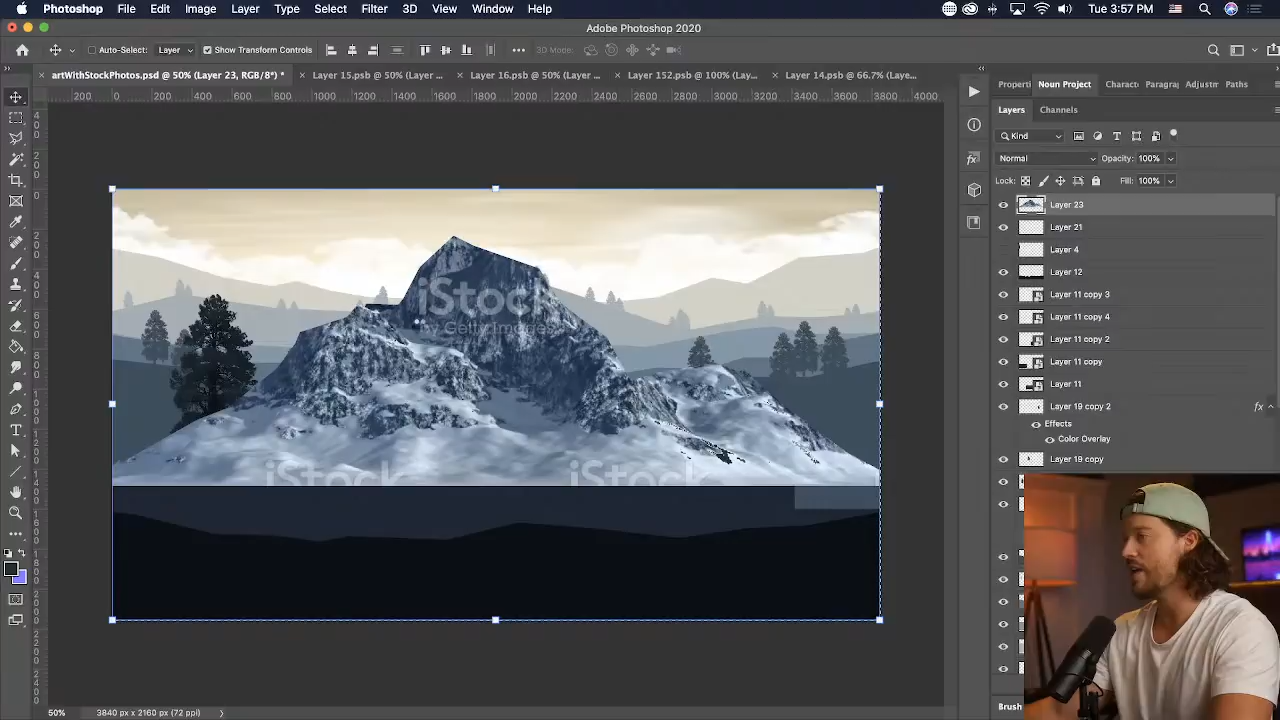 Photoshop File Edit Image Layer Type Select Filter 3D View Window Help Tue 3:57 PM
Adobe Photoshop 2020
Auto-Select: Layer Show Transform Controls 3D Mode:
artWithStockPhotos.psd @ 50% (Layer 23, RGB/8*) * Layer 15.psb @ 50% (Layer ... Layer 16.psb @ 50% (Layer ... Layer 152.psb @ 100% (Lay... Layer 14.psb @ 66.7% (Laye...
Properti Noun Project Charact Paragra Adjustm Paths
200 0 200 400 600 800 1000 1200 1400 1600 1800 2000 2200 2400 2600 2800 3000 3200 3400 3600 3800 4000
Layers Channels
Kind
Normal Opacity: 100%
Lock: Fill: 100%
Layer 23
Layer 21
Layer 4
Layer 12
Layer 11 copy 3
Layer 11 copy 4
Layer 11 copy 2
Layer 11 copy
Layer 11
Layer 19 copy 2 fx
Effects
Color Overlay
Layer 19 copy
iStock
by Getty Images
iStock iStock
Brush
50% 3840 px x 2160 px (72 ppi)